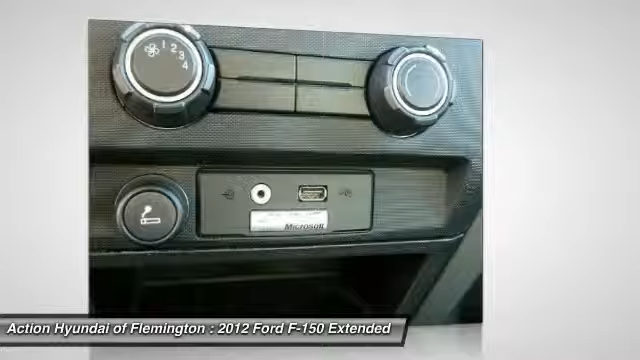 1 2 3 4
Microsoft
Action Hyundai of Flemington : 2012 Ford F-150 Extended